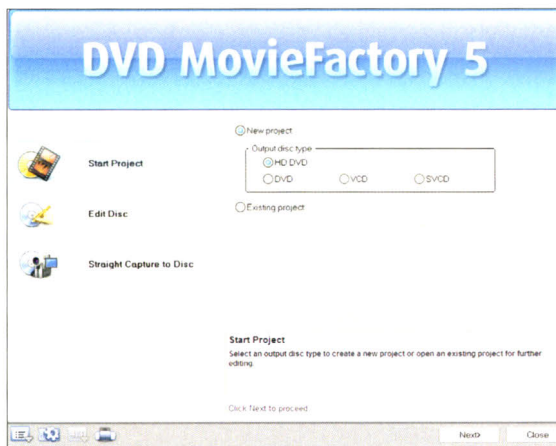 DVD MovieFactory 5
New project
Output disc type
HD DVD
DVD VCD SVCD
Existing project
Start Project
Edit Disc
Straight Capture to Disc
Start Project
Select an output disc type to create a new project or open an existing project for further
editing.
Click Next to proceed
Next> Close